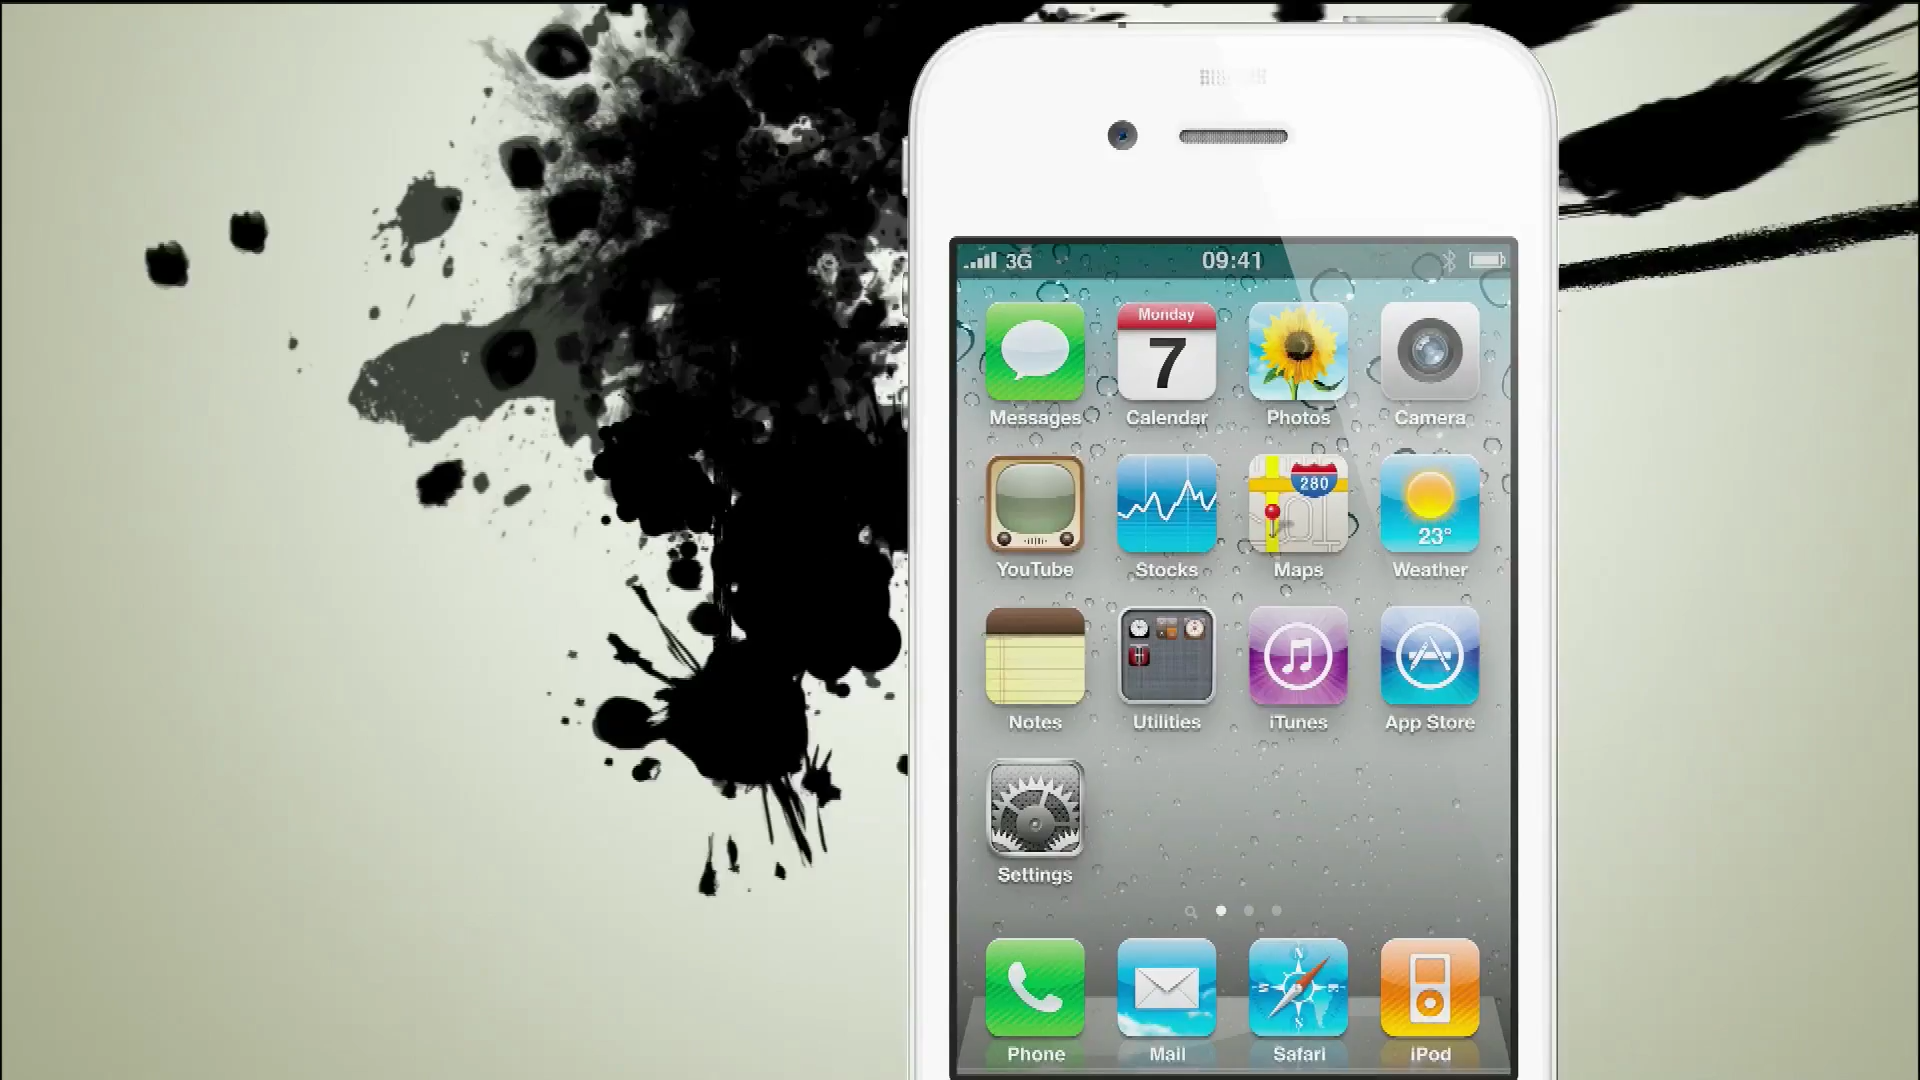 3G 09:41
Monday
7
Messages Calendar Photos Camera
280
23°
YouTube Stocks Maps Weather
Notes Utilities iTunes App Store
Settings
N
S
Phone Mail Safari iPod